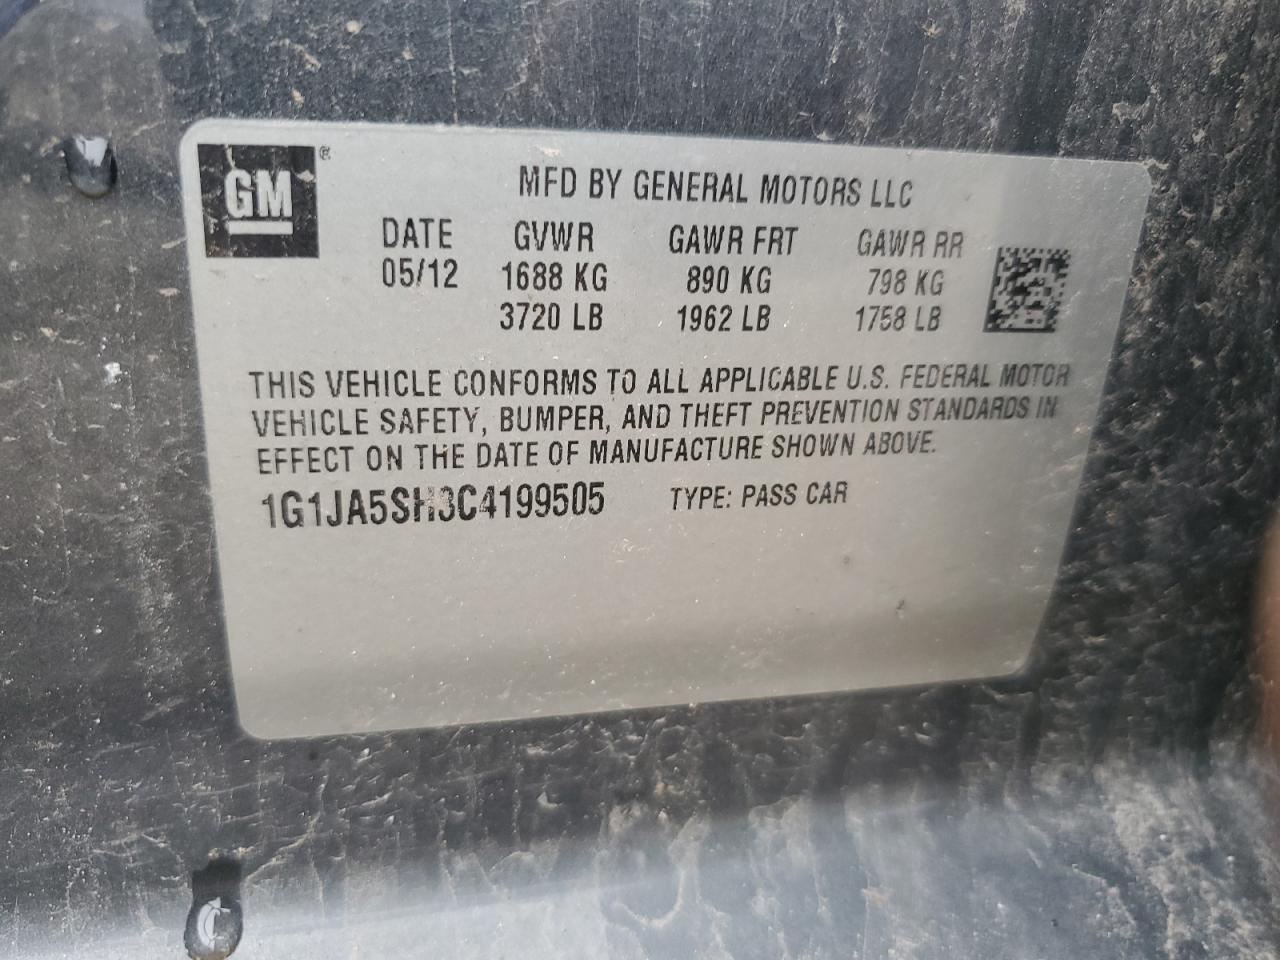 GM ®
MFD BY GENERAL MOTORS LLC
DATE GVWR GAWR FRT GAWR RR
05/12 1688 KG 890 KG 798 KG
3720 LB 1962 LB 1758 LB
THIS VEHICLE CONFORMS TO ALL APPLICABLE U.S. FEDERAL MOTOR
VEHICLE SAFETY, BUMPER, AND THEFT PREVENTION STANDARDS IN
EFFECT ON THE DATE OF MANUFACTURE SHOWN ABOVE.
1G1JA5SH3C4199505 TYPE: PASS CAR